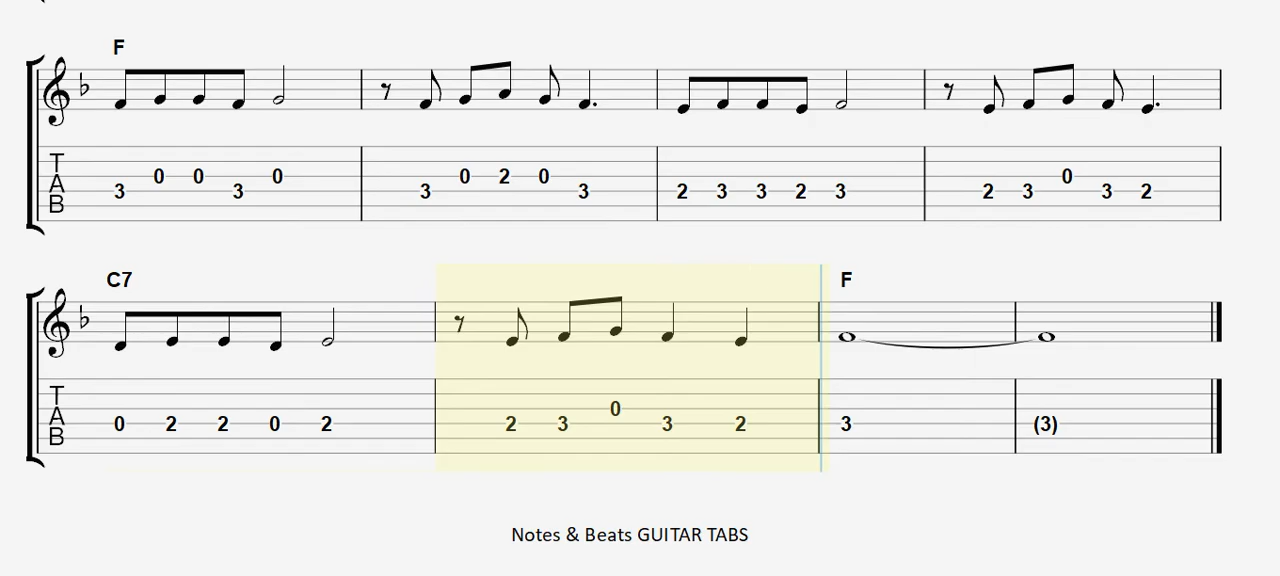 F
T 3 0 0 3 0 3 0 2 0 3 2 3 3 2 3 2 3 0 3 2
A
B
C7 F
T 0 2 2 0 2 2 3 0 3 2 3 (3)
A
B
Notes & Beats GUITAR TABS